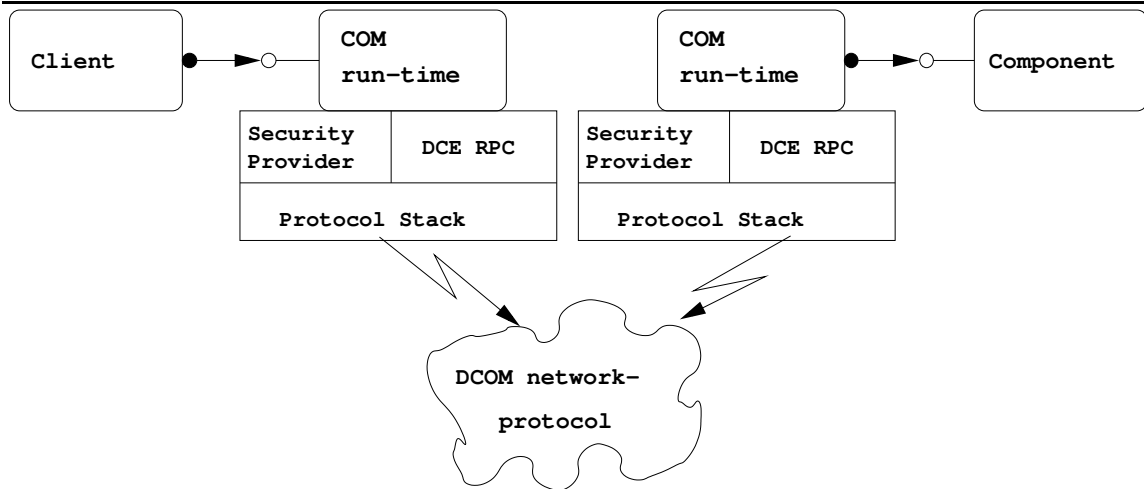 Client
COM
run-time
COM
run-time
Component
Security
Provider
DCE RPC
Security
Provider
DCE RPC
Protocol Stack
Protocol Stack
DCOM network-
protocol